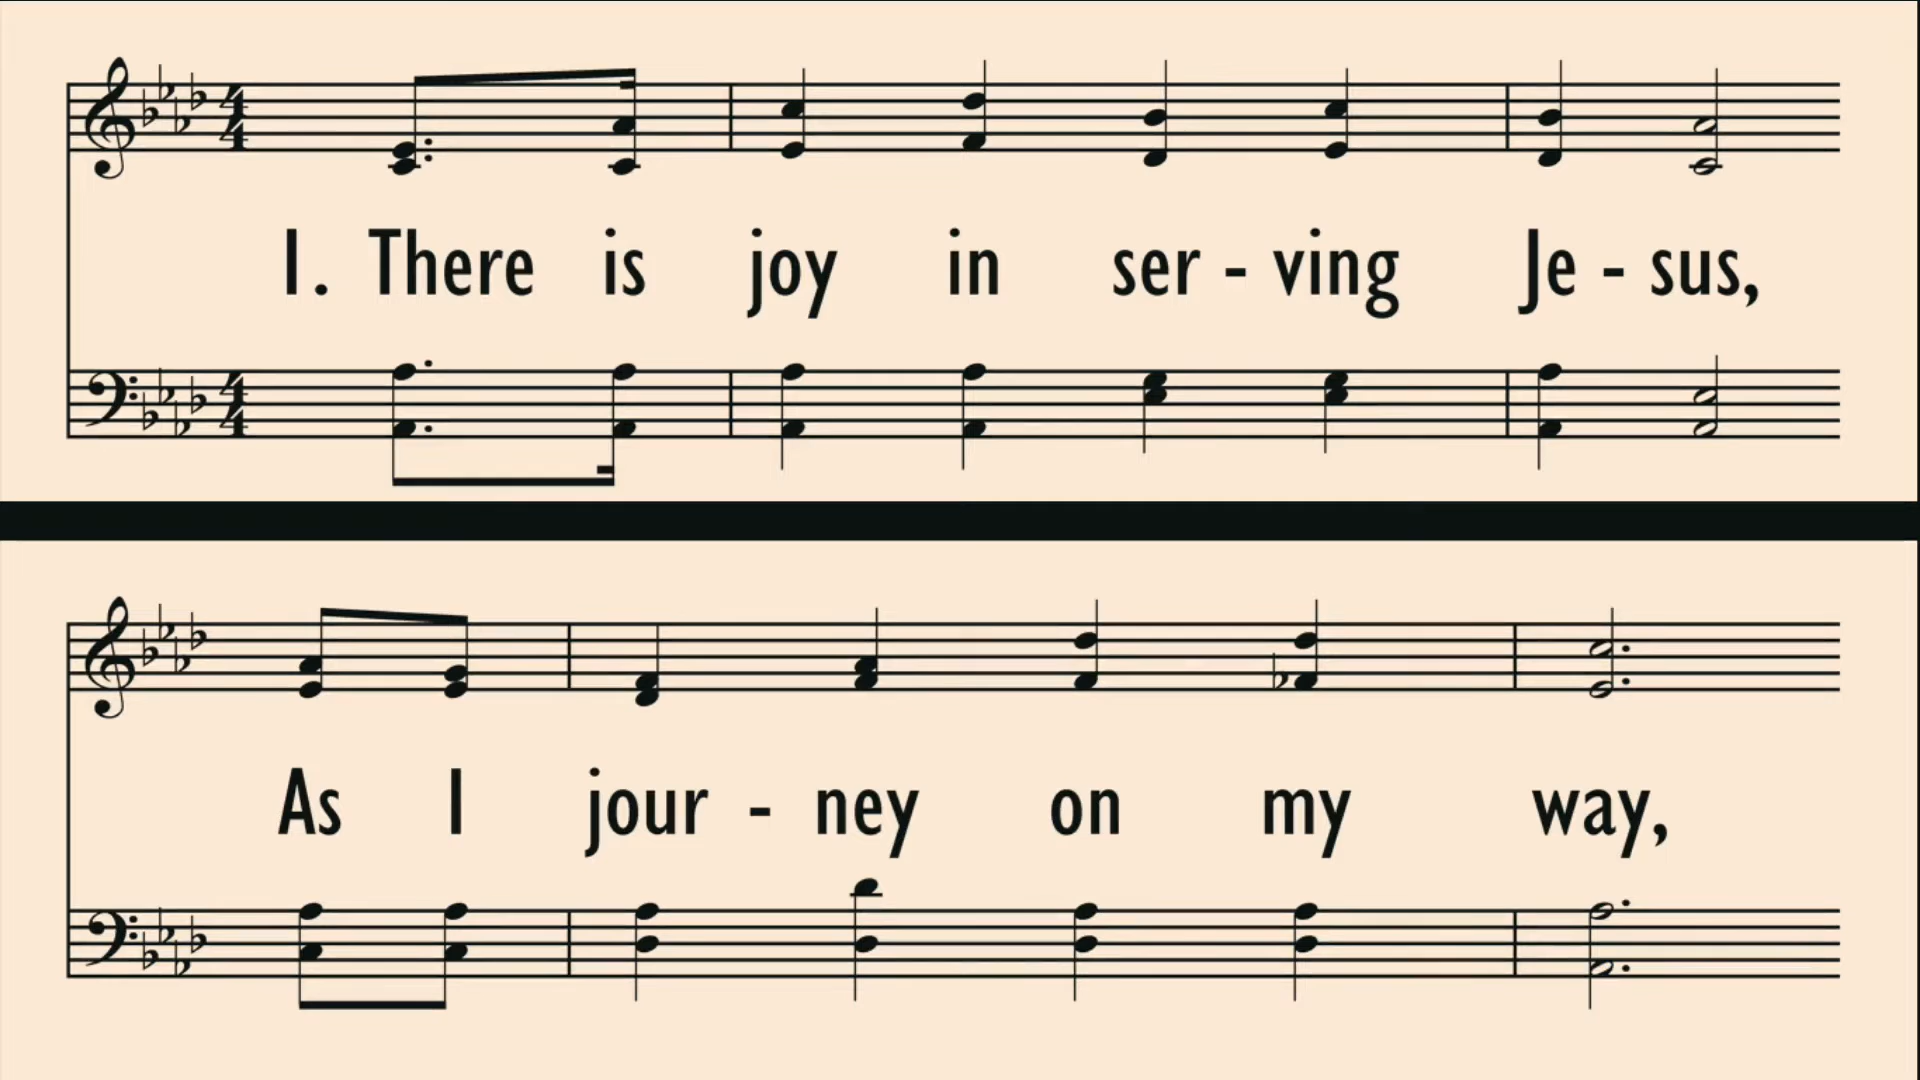 1. There is joy in ser - ving Je - sus,
As I jour - ney on my way,